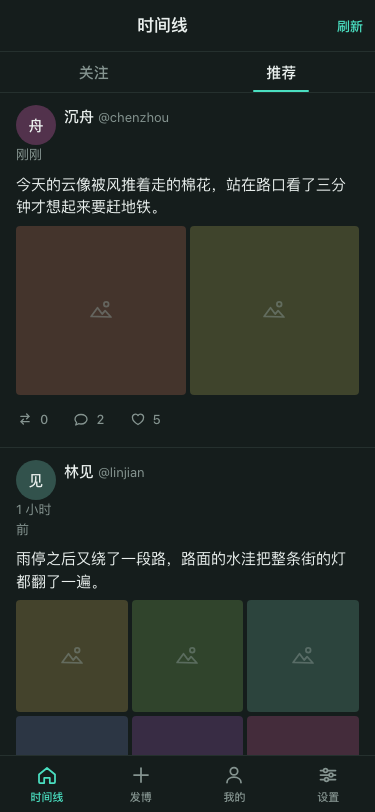 时间线
刷新
关注
推荐
舟
沉舟 @chenzhou
刚刚
今天的云像被风推着走的棉花，站在路口看了三分
钟才想起来要赶地铁。
0
2
5
见
林见 @linjian
1 小时
前
雨停之后又绕了一段路，路面的水洼把整条街的灯
都翻了一遍。
时间线
发博
我的
设置